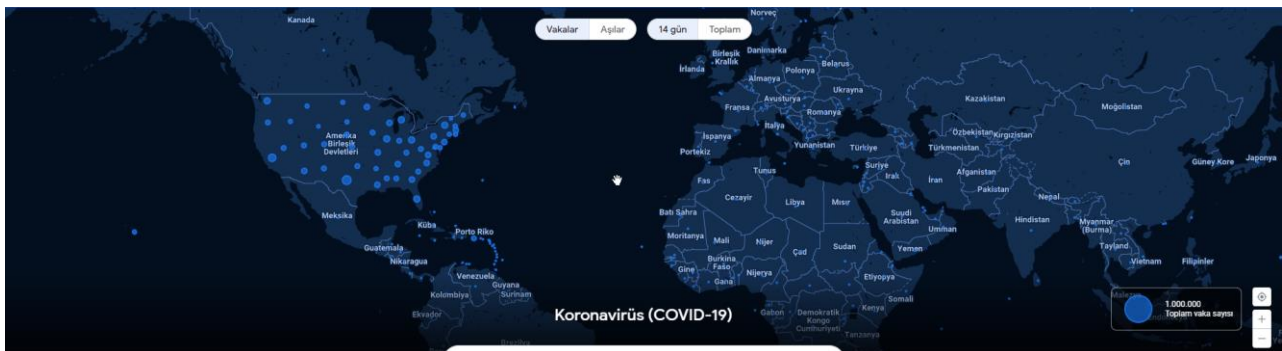 Kanada
Norveç
Vakalar Aşılar 14 gün Toplam
Birleşik
Krallık
Danimarka
İrlanda
Belarus
Polonya
Almanya
Ukrayna
Avusturya
Fransa
Romanya
Kazakistan
Moğolistan
Amerika
Birleşik
Devletleri
İtalya
İspanya
Portekiz
Yunanistan
Türkiye
Özbekistan
Kırgızistan
Türkmenistan
Çin
Güney Kore
Japonya
Suriye
Irak
İran
Afganistan
Pakistan
Fas
Tunus
Cezayir
Libya
Mısır
Nepal
Meksika
Küba
Porto Riko
Batı Sahra
Suudi
Arabistan
Umman
Hindistan
Myanmar
(Burma)
Guatemala
Nikaragua
Moritanya
Mali
Nijer
Çad
Sudan
Yemen
Tayland
Vietnam
Filipinler
Burkina
Faso
Gine
Gana
Nijerya
Etiyopya
Venezuela
Guyana
Surinam
Kolombiya
Somali
Ekvador
Koronavirüs (COVID-19)
Gabon
Demokratik
Kongo
Cumhuriyeti
Kenya
Tanzanya
Brezilya
1.000.000
Toplam vaka sayısı